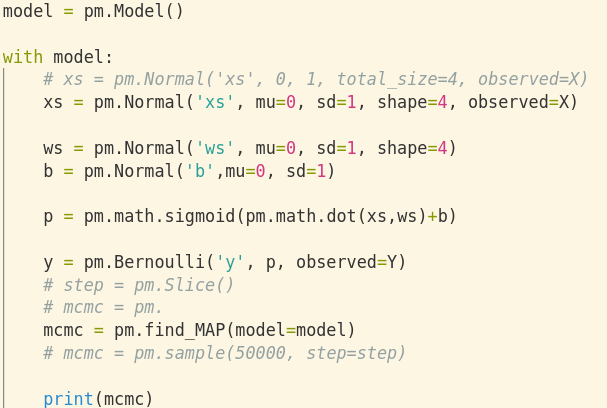 model = pm.Model()
with model:
# xs = pm.Normal('xs', 0, 1, total_size=4, observed=X)
xs = pm.Normal('xs', mu=0, sd=1, shape=4, observed=X)
ws = pm.Normal('ws', mu=0, sd=1, shape=4)
b = pm.Normal('b',mu=0, sd=1)
p = pm.math.sigmoid(pm.math.dot(xs,ws)+b)
y = pm.Bernoulli('y', p, observed=Y)
# step = pm.Slice()
# mcmc = pm.
mcmc = pm.find_MAP(model=model)
# mcmc = pm.sample(50000, step=step)
print(mcmc)